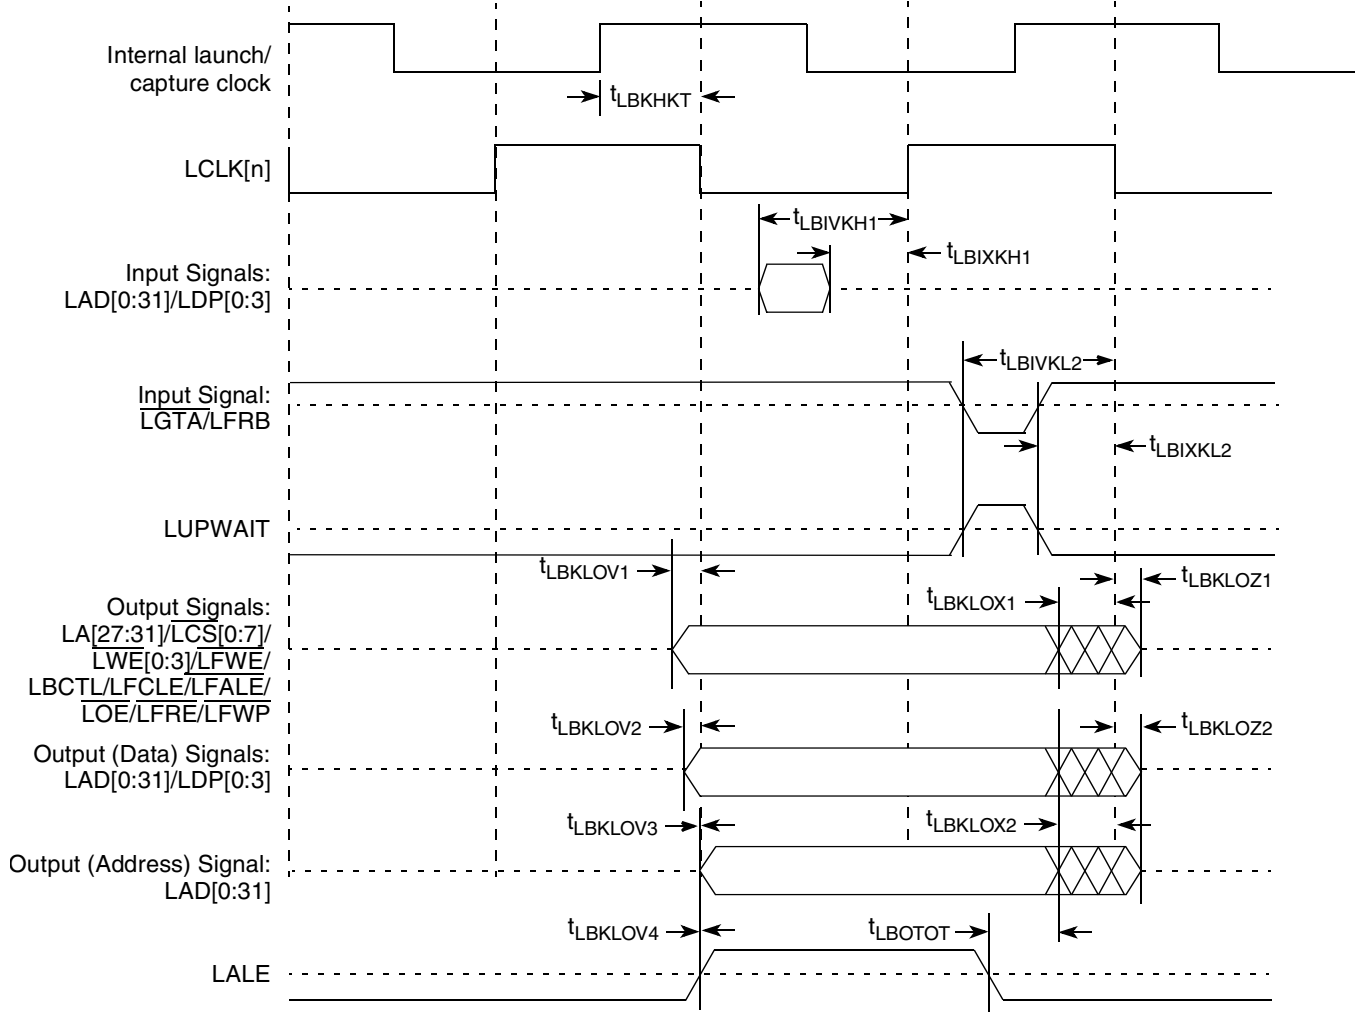 Internal launch/
capture clock
tLBKHKT
LCLK[n]
tLBIVKH1
tLBIXKH1
Input Signals:
LAD[0:31]/LDP[0:3]
tLBIVKL2
Input Signal:
LGTA/LFRB
tLBIXKL2
LUPWAIT
tLBKLOV1
tLBKLOZ1
tLBKLOX1
Output Signals:
LA[27:31]/LCS[0:7]/
LWE[0:3]/LFWE/
LBCTL/LFCLE/LFALE/
LOE/LFRE/LFWP
tLBKLOV2
tLBKLOZ2
Output (Data) Signals:
LAD[0:31]/LDP[0:3]
tLBKLOV3
tLBKLOX2
Output (Address) Signal:
LAD[0:31]
tLBKLOV4
tLBOTOT
LALE